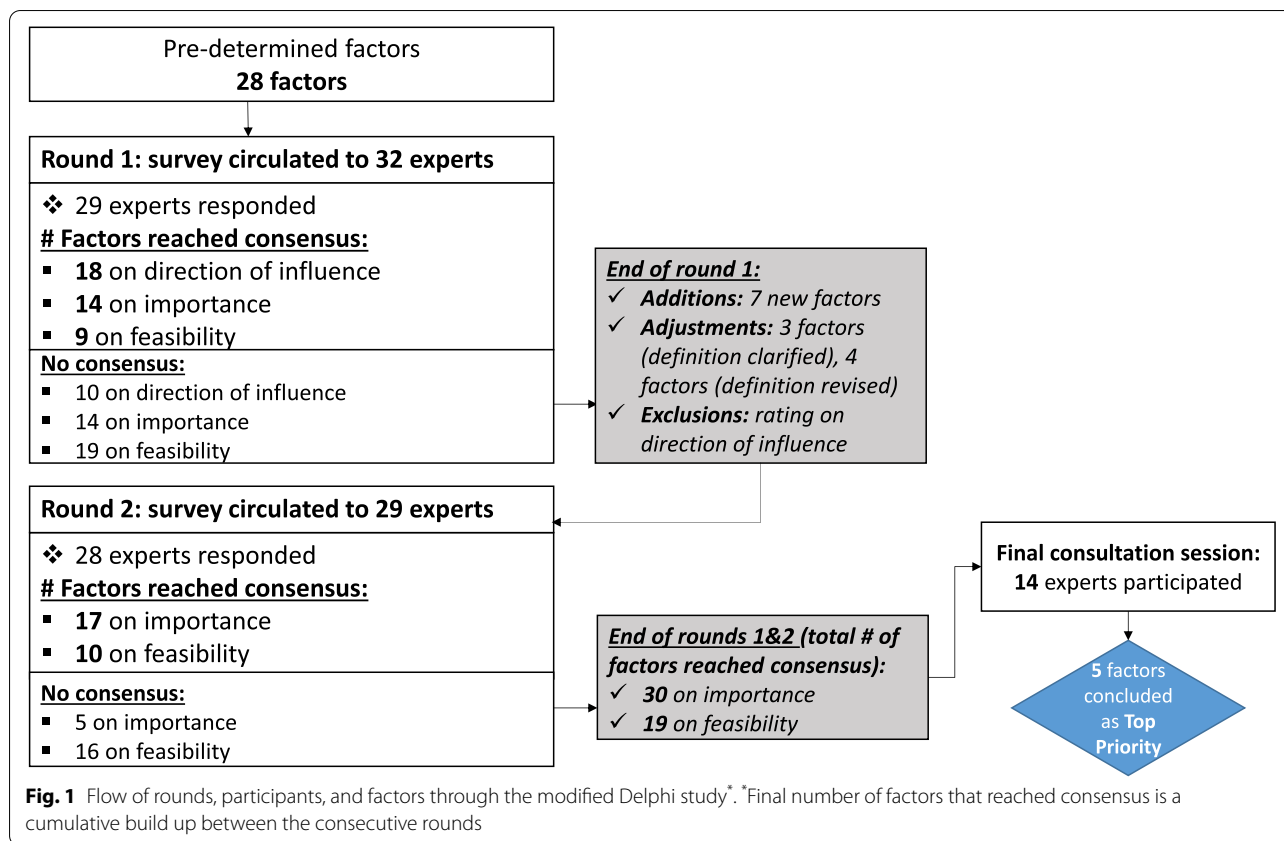 Pre-determined factors
28 factors
Round 1: survey circulated to 32 experts
❖ 29 experts responded
# Factors reached consensus:
▪ 18 on direction of influence
▪ 14 on importance
▪ 9 on feasibility
No consensus:
▪ 10 on direction of influence
▪ 14 on importance
▪ 19 on feasibility
End of round 1:
✓ Additions: 7 new factors
✓ Adjustments: 3 factors
(definition clarified), 4
factors (definition revised)
✓ Exclusions: rating on
direction of influence
Round 2: survey circulated to 29 experts
❖ 28 experts responded
# Factors reached consensus:
▪ 17 on importance
▪ 10 on feasibility
No consensus:
▪ 5 on importance
▪ 16 on feasibility
End of rounds 1&2 (total # of
factors reached consensus):
✓ 30 on importance
✓ 19 on feasibility
Final consultation session:
14 experts participated
5 factors
concluded
as Top
Priority
Fig. 1 Flow of rounds, participants, and factors through the modified Delphi study*. *Final number of factors that reached consensus is a
cumulative build up between the consecutive rounds